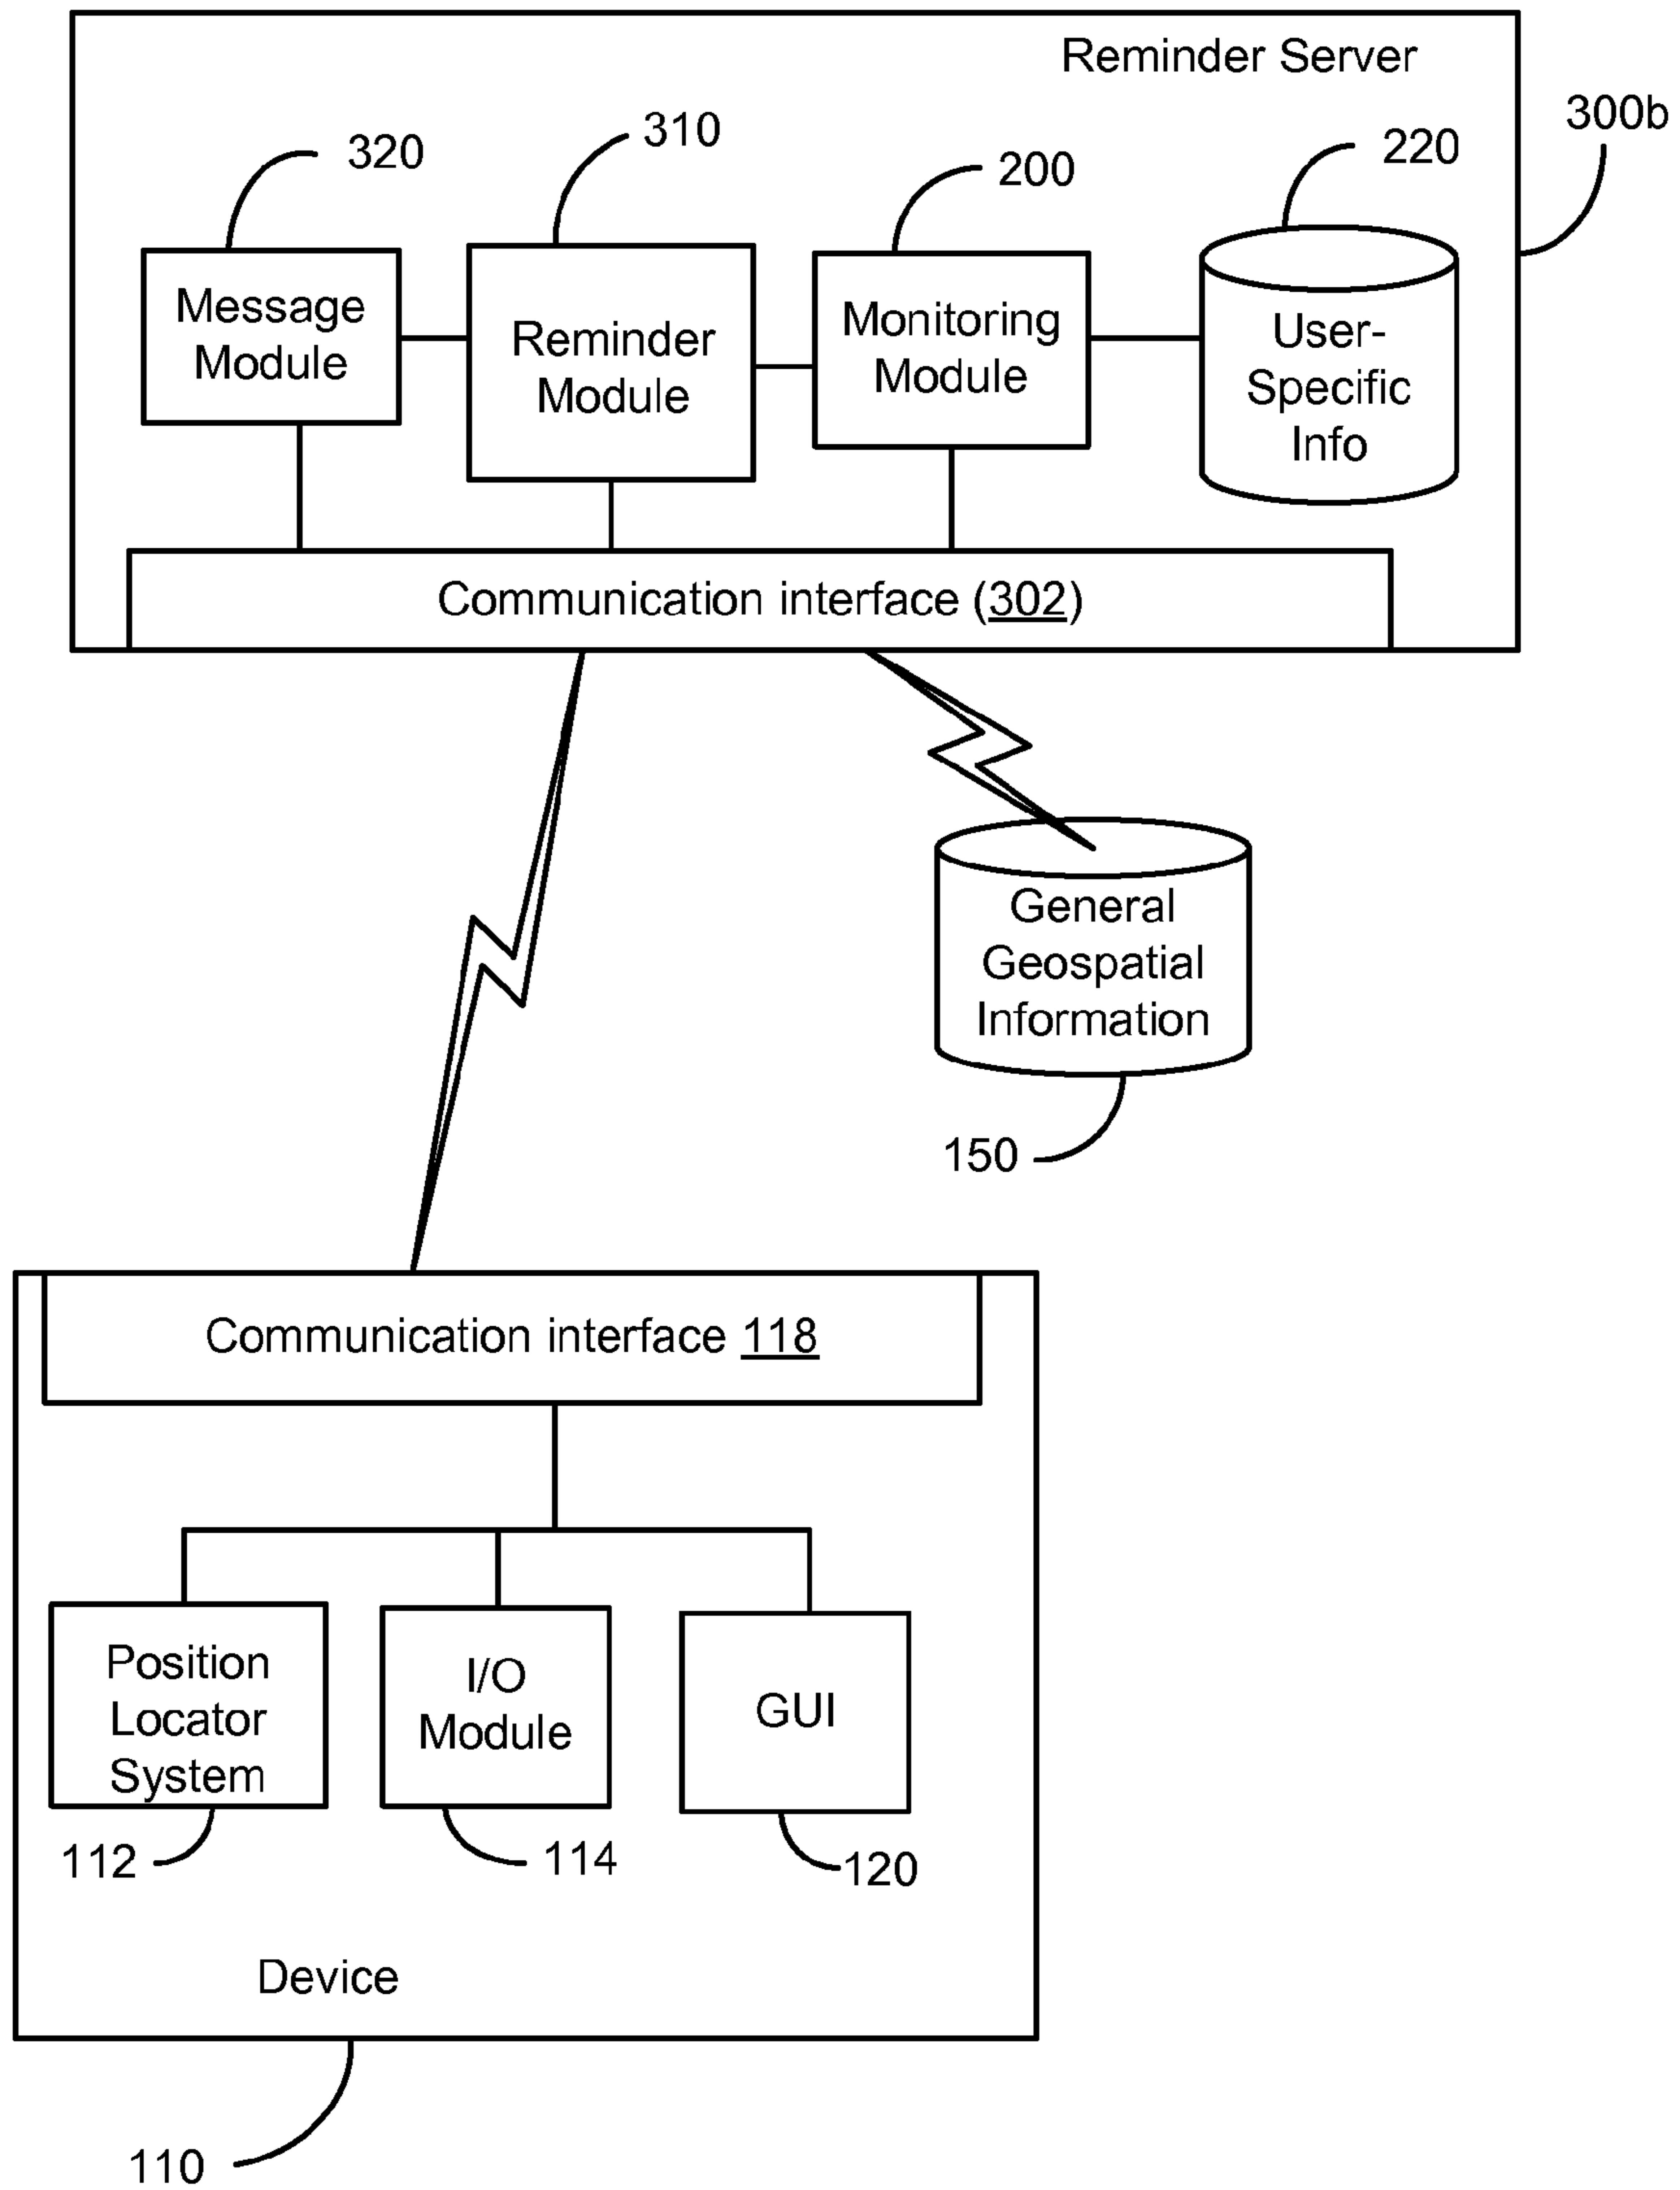 Reminder Server
300b
320
310
200
220
Message
Module
Reminder
Module
Monitoring
Module
User-
Specific
Info
Communication interface (302)
General
Geospatial
Information
150
Communication interface 118
Position
Locator
System
I/O
Module
GUI
112
114
120
Device
110